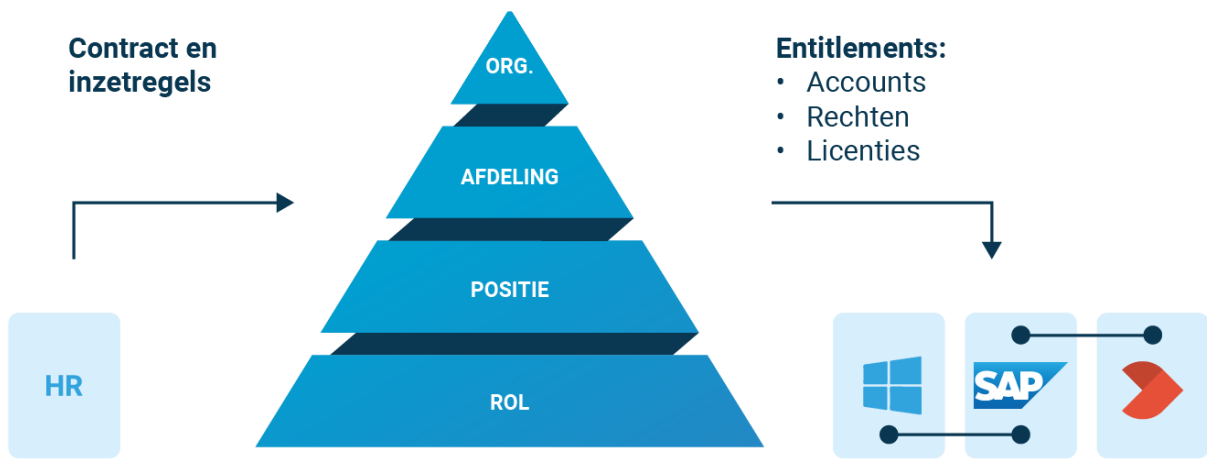 Contract en
inzetregels
ORG.
AFDELING
POSITIE
ROL
HR
Entitlements:
• Accounts
• Rechten
• Licenties
SAP